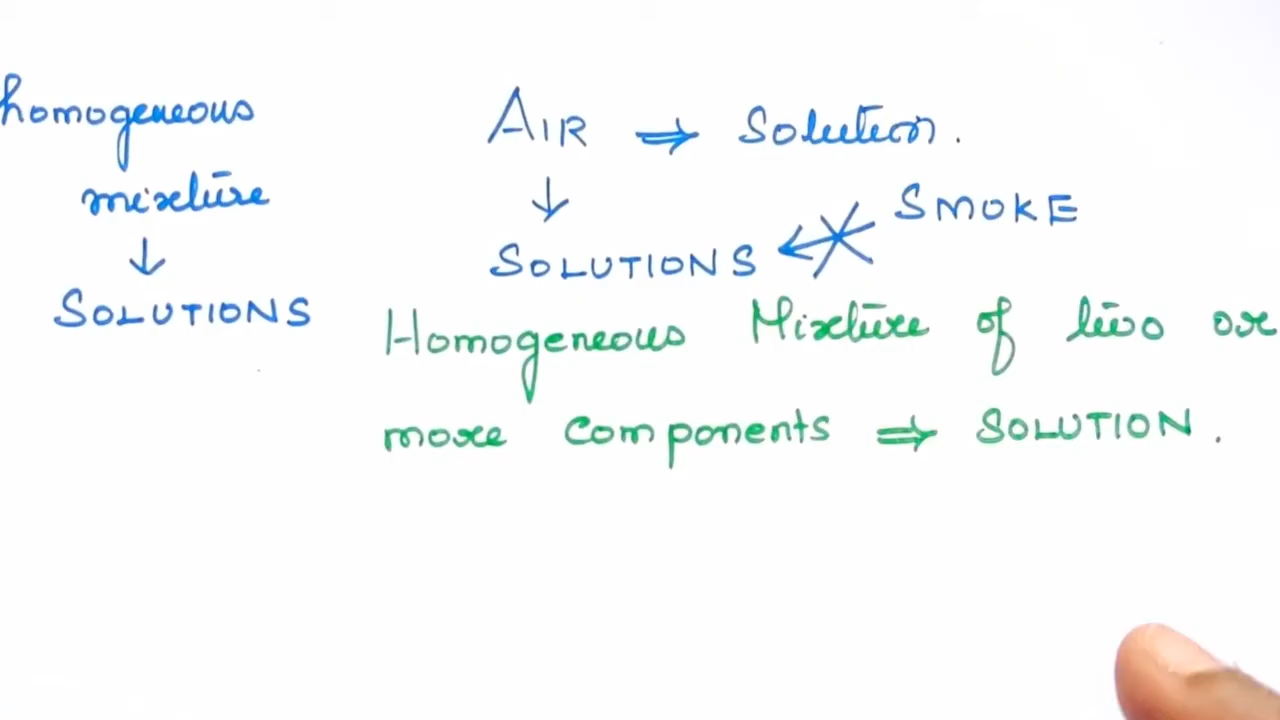 homogeneous
mixture
↓
SOLUTIONS
AIR ⇒ Solution.
↓
SOLUTIONS ← SMOKE
Homogeneous Mixture of two or
more components ⇒ SOLUTION.